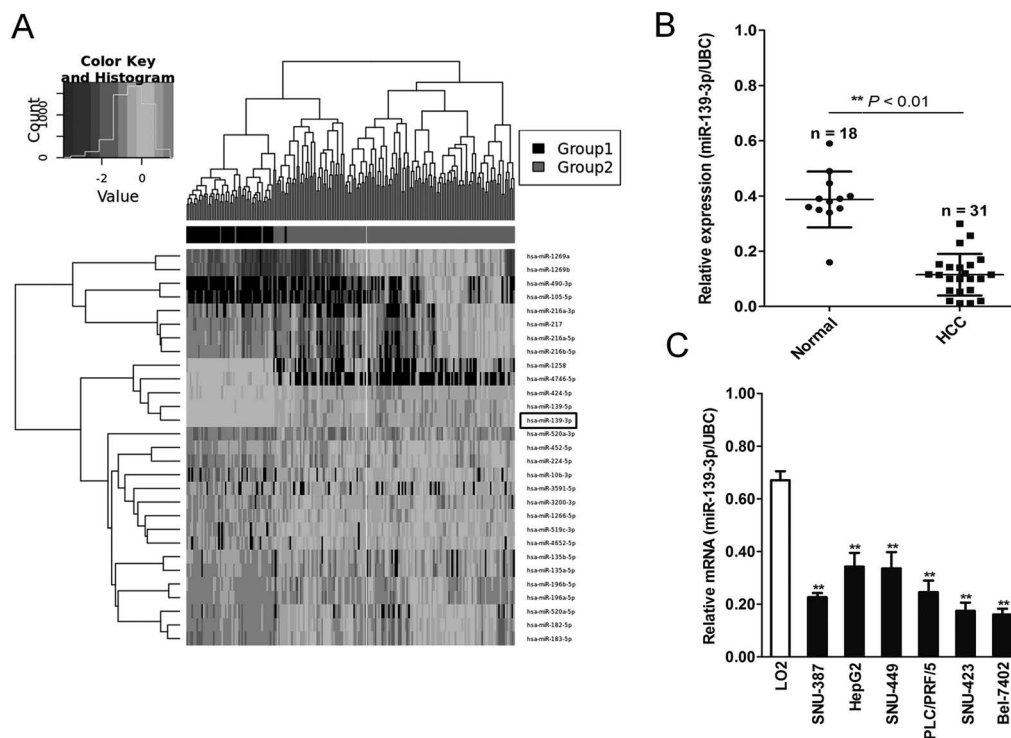 A
Color Key
and Histogram
Count
0 1000
-2 0
Value
Group1
Group2
hsa-miR-1269a
hsa-miR-1269b
hsa-miR-490-3p
hsa-miR-105-5p
hsa-miR-216a-3p
hsa-miR-217
hsa-miR-216a-5p
hsa-miR-216b-5p
hsa-miR-1258
hsa-miR-4746-5p
hsa-miR-424-5p
hsa-miR-139-5p
hsa-miR-139-3p
hsa-miR-520a-3p
hsa-miR-452-5p
hsa-miR-224-5p
hsa-miR-10b-3p
hsa-miR-3591-5p
hsa-miR-3200-3p
hsa-miR-1266-5p
hsa-miR-519c-3p
hsa-miR-4652-5p
hsa-miR-135b-5p
hsa-miR-135a-5p
hsa-miR-196b-5p
hsa-miR-196a-5p
hsa-miR-520a-5p
hsa-miR-182-5p
hsa-miR-183-5p
B
Relative expression (miR-139-3p/UBC)
1.0
0.8
0.6
0.4
0.2
0.0
** P < 0.01
n = 18
n = 31
Normal
HCC
C
Relative mRNA (miR-139-3p/UBC)
1.00
0.80
0.60
0.40
0.20
0.00
**
**
**
**
**
**
LO2
SNU-387
HepG2
SNU-449
PLC/PRF/5
SNU-423
Bel-7402